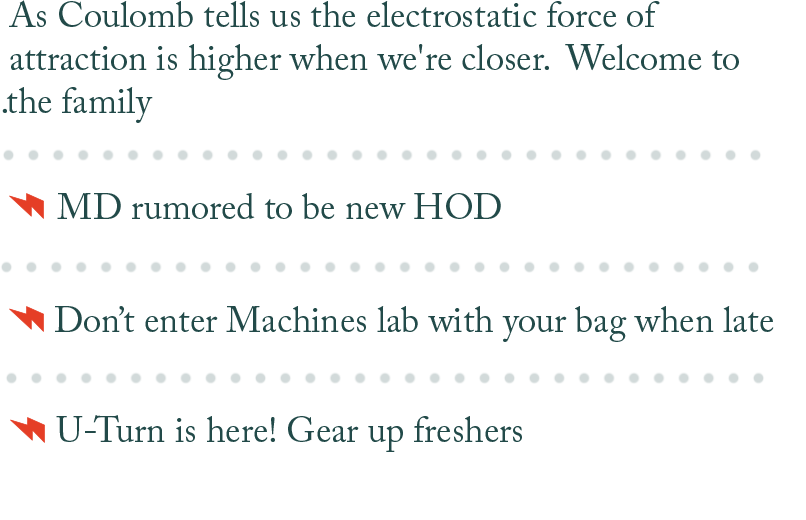 As Coulomb tells us the electrostatic force of
attraction is higher when we're closer. Welcome to
.the family
MD rumored to be new HOD
Don’t enter Machines lab with your bag when late
U-Turn is here! Gear up freshers